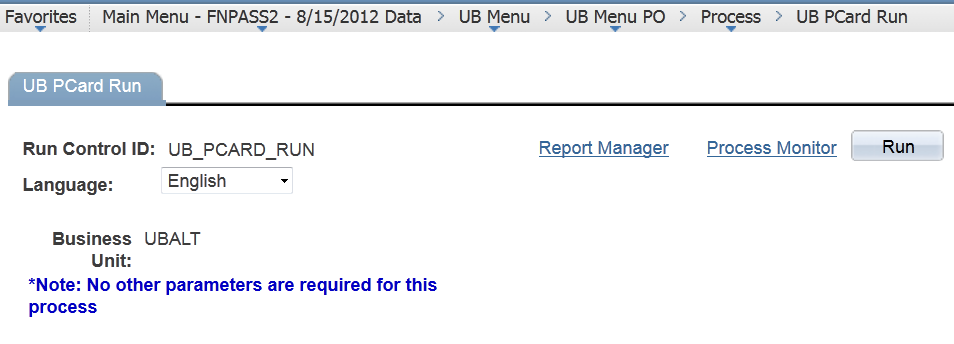 Favorites Main Menu - FNPASS2 - 8/15/2012 Data > UB Menu > UB Menu PO > Process > UB PCard Run
UB PCard Run
Run Control ID: UB_PCARD_RUN Report Manager Process Monitor Run
Language: English
Business UBALT
Unit:
*Note: No other parameters are required for this
process